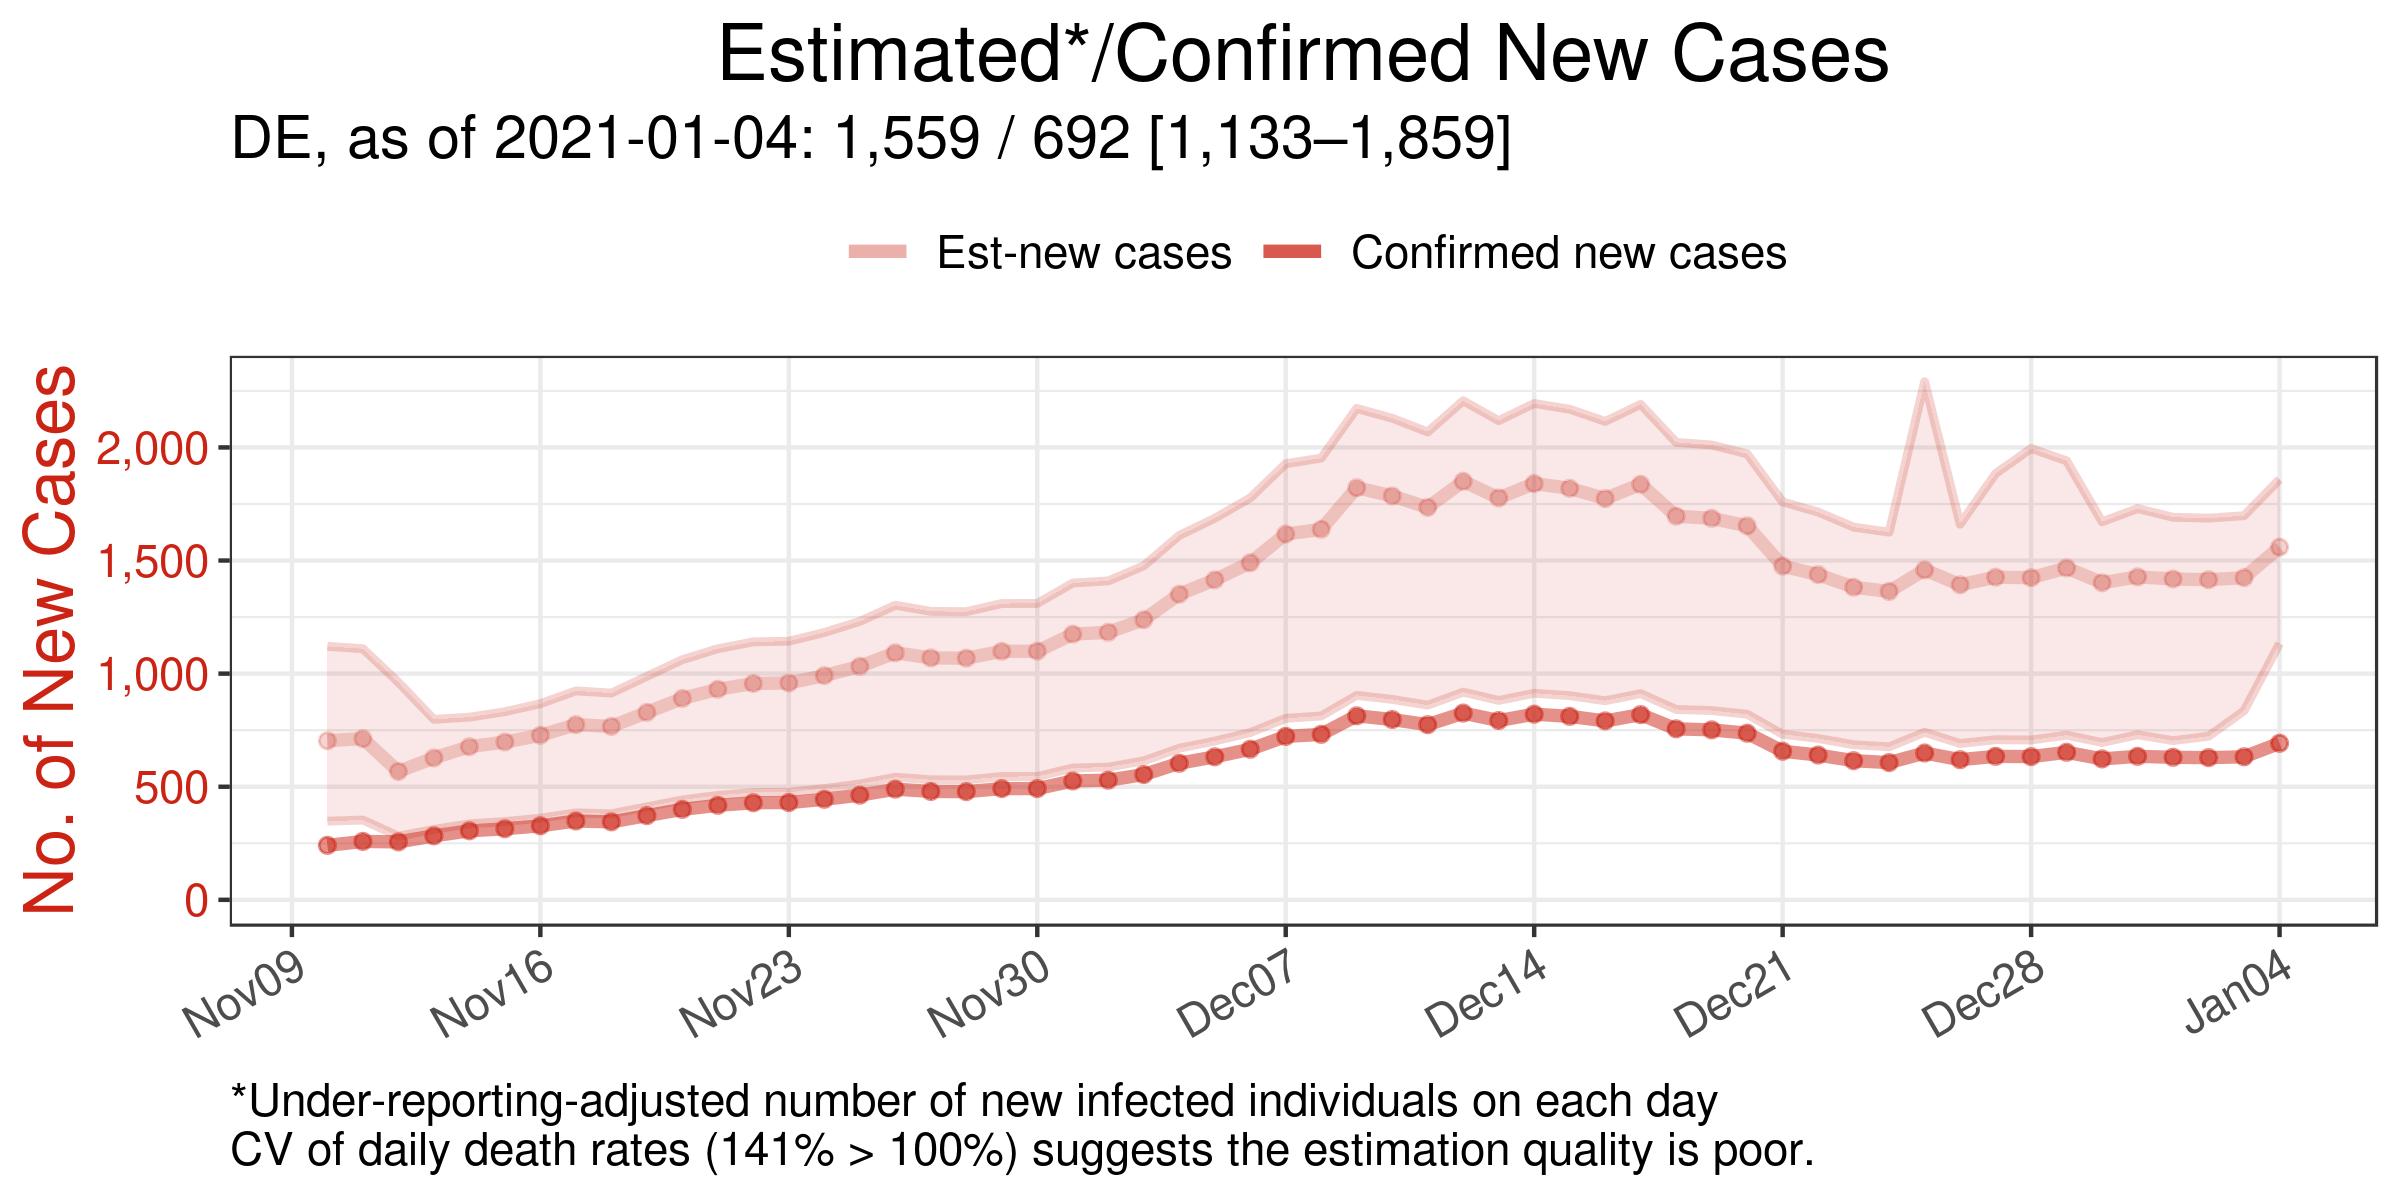 Estimated*/Confirmed New Cases
DE, as of 2021-01-04: 1,559 / 692 [1,133–1,859]
Est-new cases
Confirmed new cases
No. of New Cases
2,000
1,500
1,000
500
0
Nov09
Nov16
Nov23
Nov30
Dec07
Dec14
Dec21
Dec28
Jan04
*Under-reporting-adjusted number of new infected individuals on each day
CV of daily death rates (141% > 100%) suggests the estimation quality is poor.